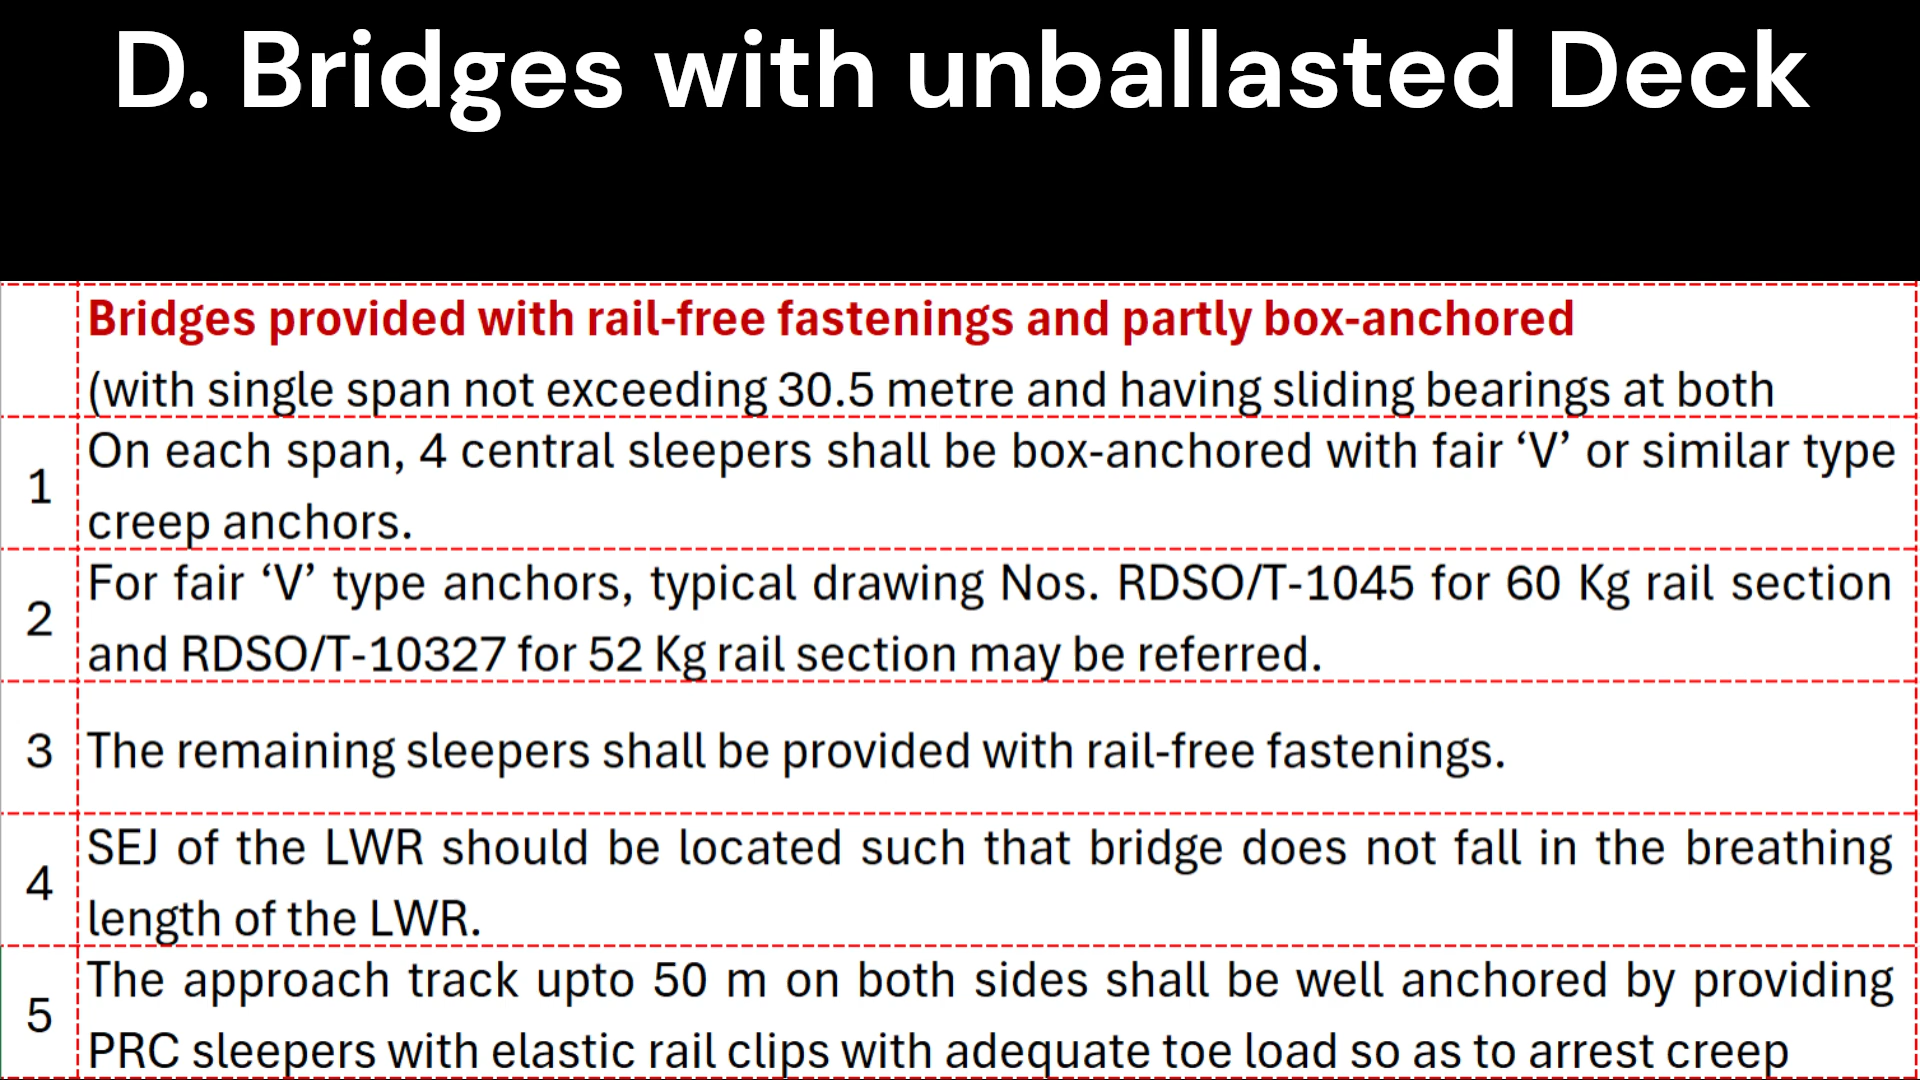 D. Bridges with unballasted Deck
Bridges provided with rail-free fastenings and partly box-anchored
(with single span not exceeding 30.5 metre and having sliding bearings at both
1
On each span, 4 central sleepers shall be box-anchored with fair ‘V’ or similar type
creep anchors.
2
For fair ‘V’ type anchors, typical drawing Nos. RDSO/T-1045 for 60 Kg rail section
and RDSO/T-10327 for 52 Kg rail section may be referred.
3
The remaining sleepers shall be provided with rail-free fastenings.
4
SEJ of the LWR should be located such that bridge does not fall in the breathing
length of the LWR.
5
The approach track upto 50 m on both sides shall be well anchored by providing
PRC sleepers with elastic rail clips with adequate toe load so as to arrest creep